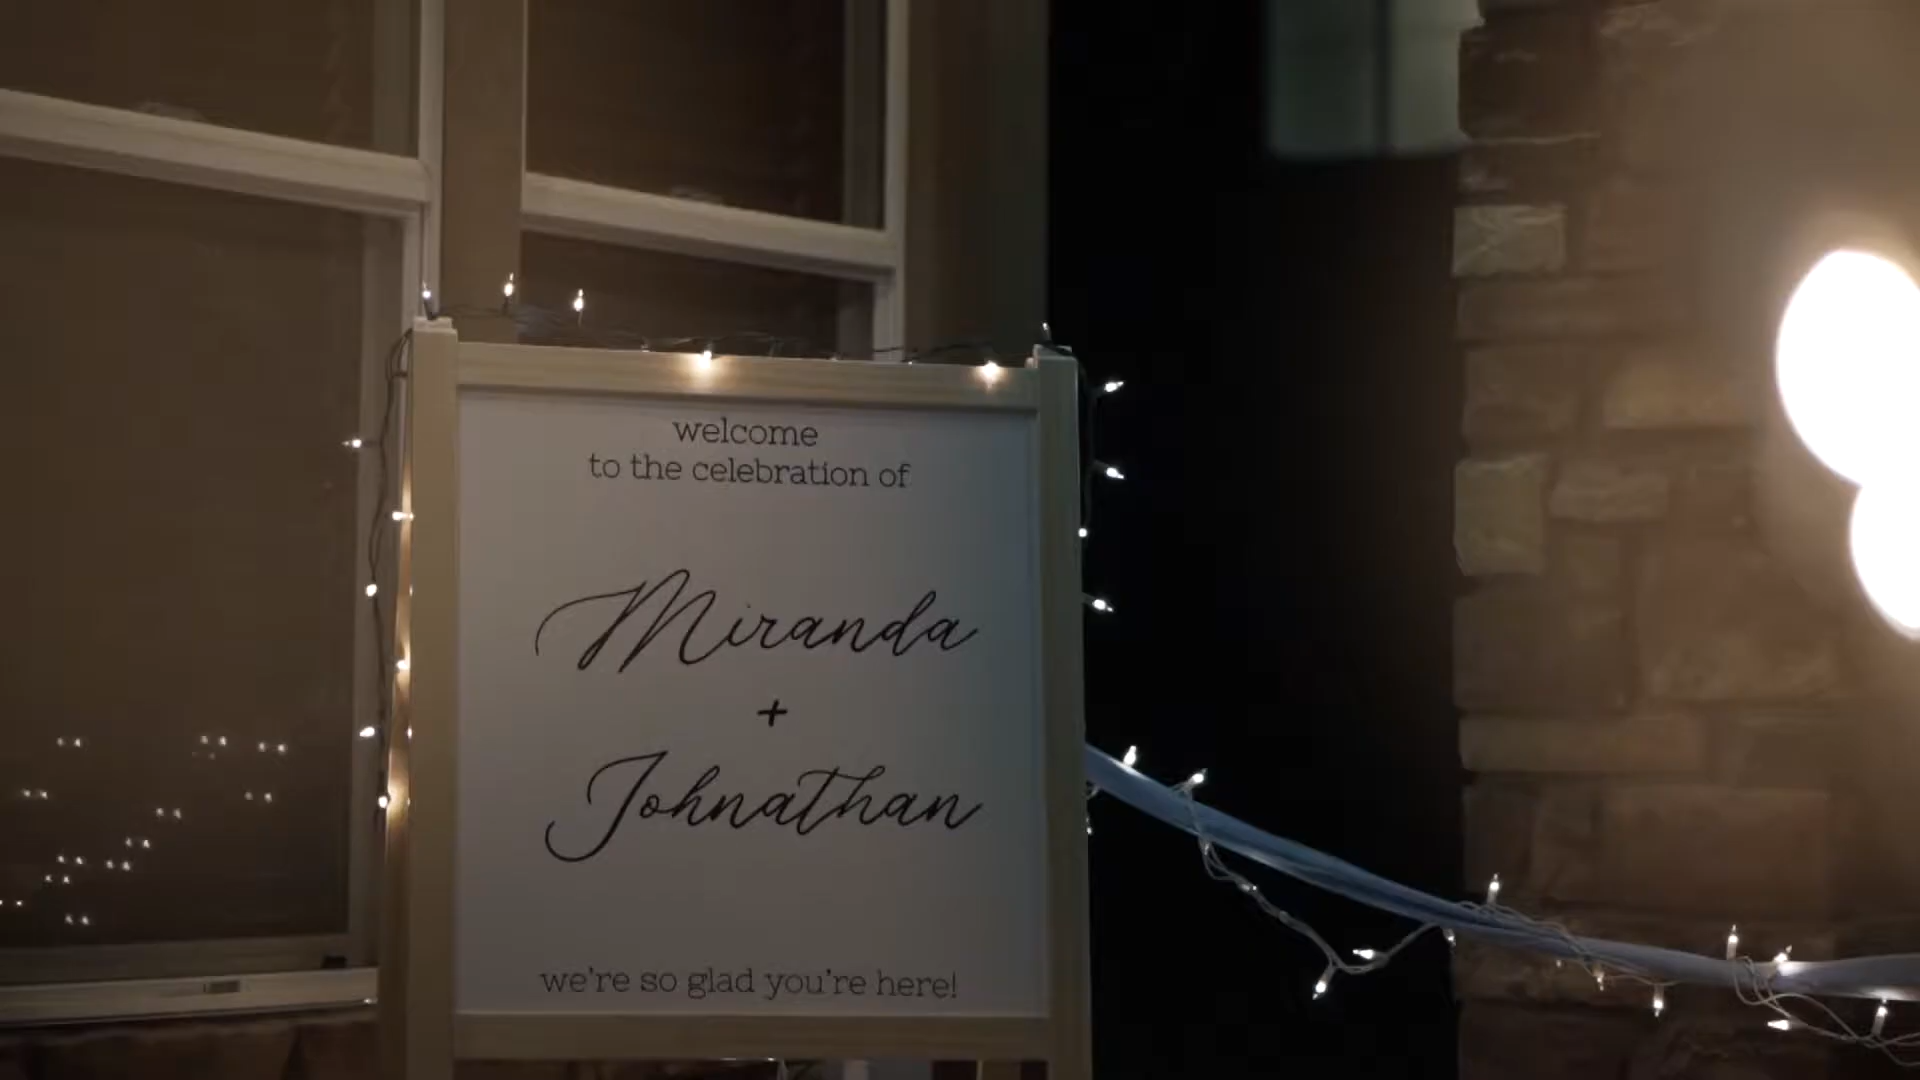 welcome
to the celebration of
Miranda
+
Johnathan
we're so glad you're here!